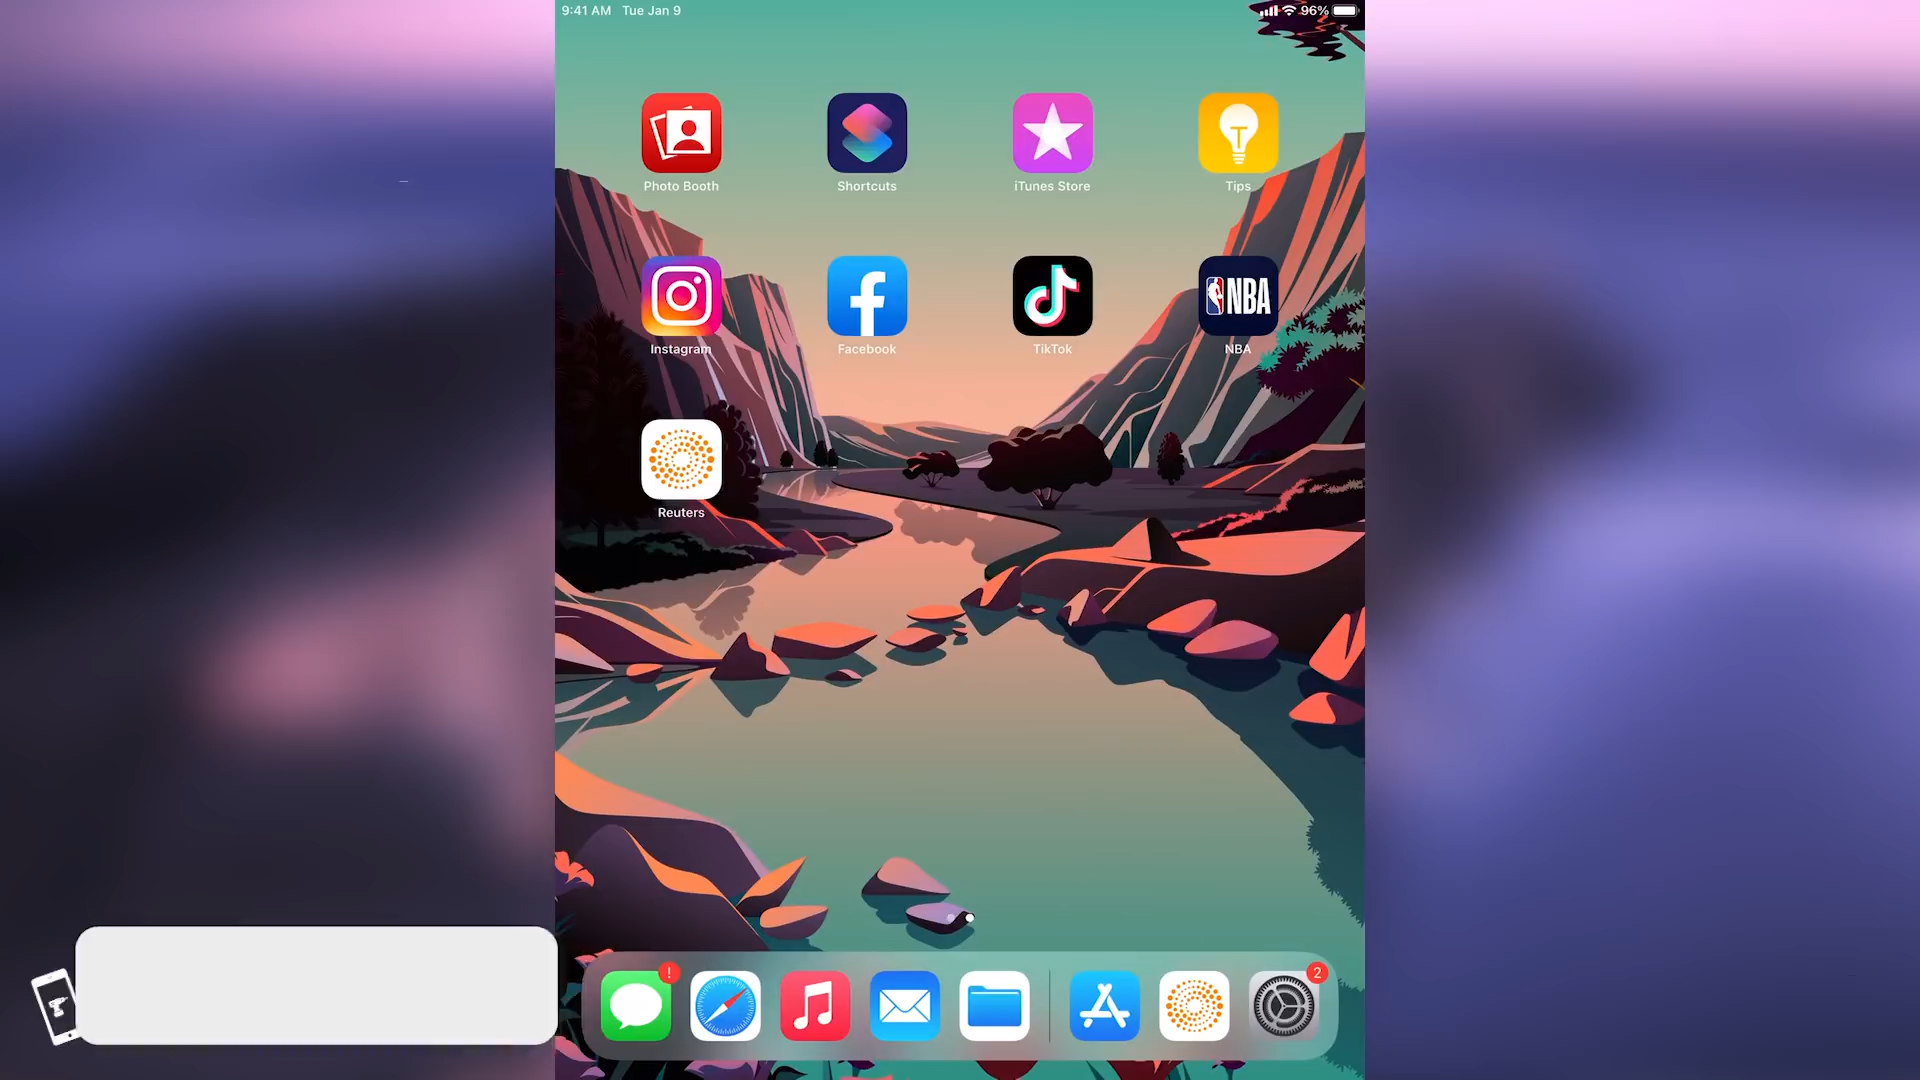 9:41 AM Tue Jan 9 96%
Photo Booth Shortcuts iTunes Store Tips
NBA
Instagram Facebook TikTok NBA
Reuters
! 2